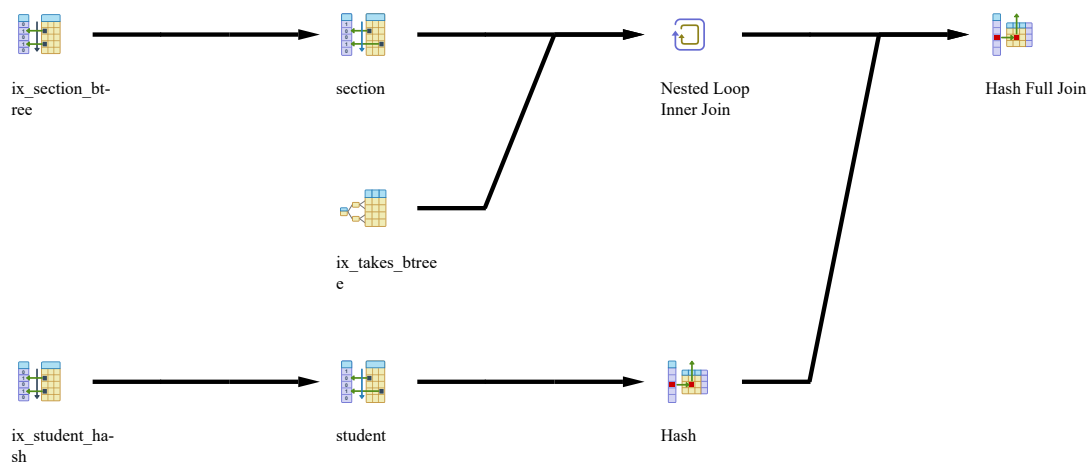 ix_section_bt-
ree
section
Nested Loop
Inner Join
Hash Full Join
ix_takes_btree
e
ix_student_ha-
sh
student
Hash